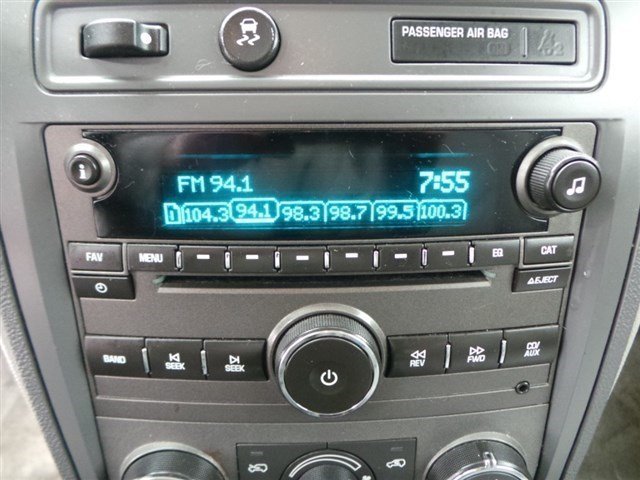 PASSENGER AIR BAG
i
FM 94.1 7:55
1 104.3 94.1 98.3 98.7 99.5 100.3
FAV MENU EQ CAT
EJECT
BAND SEEK SEEK REV FWD CD/AUX